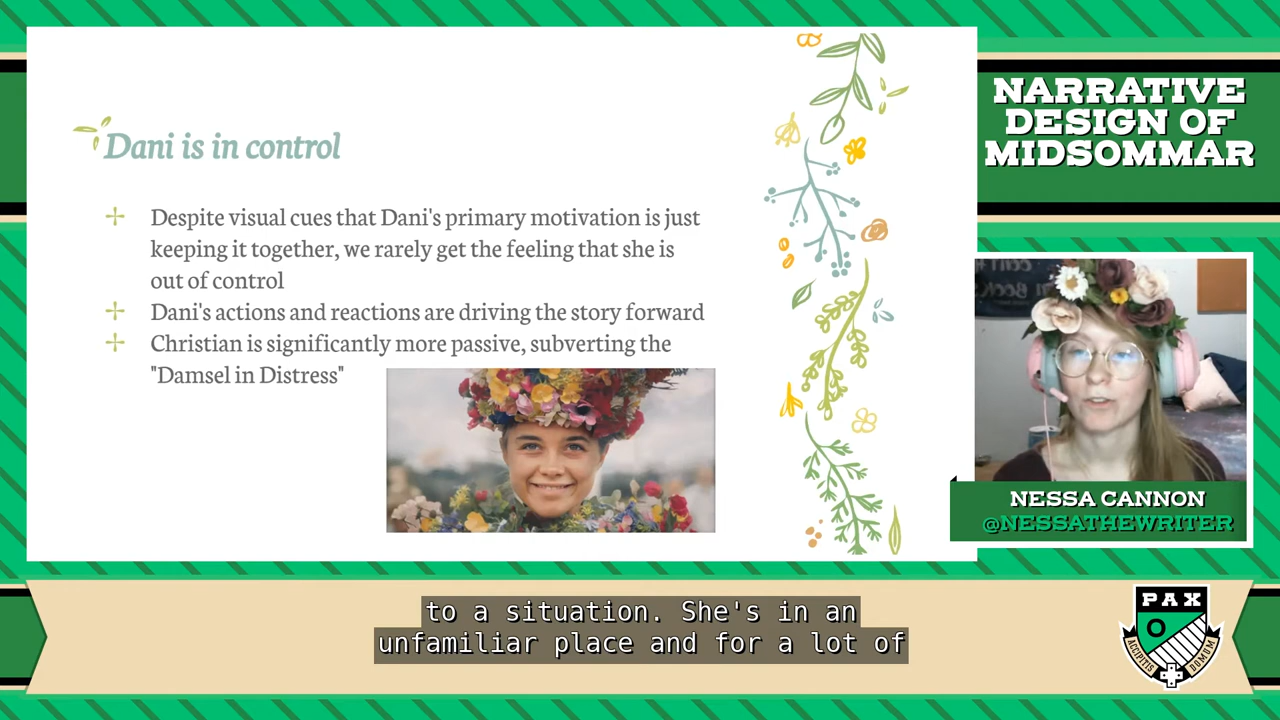 Dani is in control
Despite visual cues that Dani's primary motivation is just
keeping it together, we rarely get the feeling that she is
out of control
Dani's actions and reactions are driving the story forward
Christian is significantly more passive, subverting the
"Damsel in Distress"
NARRATIVE
DESIGN OF
MIDSOMMAR
NESSA CANNON
@NESSATHEWRITER
to a situation. She's in an
unfamiliar place and for a lot of
PAX
O
ACCIPITIS DOMUM